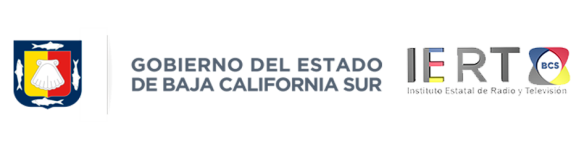 GOBIERNO DEL ESTADO
DE BAJA CALIFORNIA SUR
IERT
BCS
Instituto Estatal de Radio y Televisión